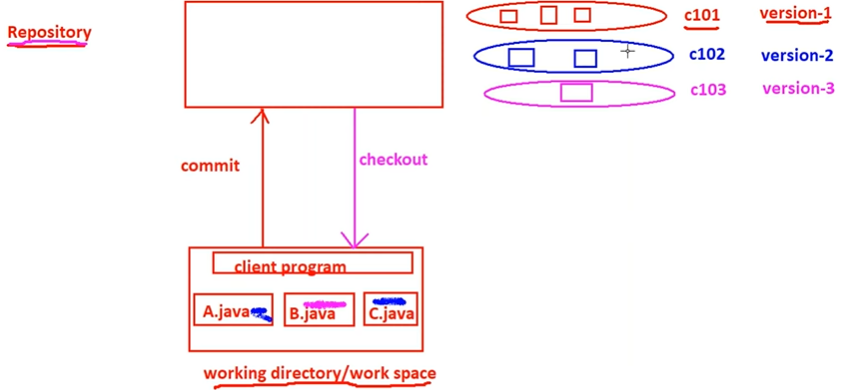 Repository
c101 version-1
c102 version-2
c103 version-3
commit
checkout
client program
A.java B.java C.java
working directory/work space